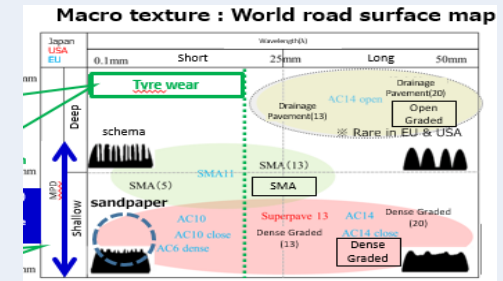 Macro texture : World road surface map
Japan
USA
EU
Wavelength(λ)
0.1mm
Short
25mm
Long
50mm
Tyre wear
Deep
Drainage
Pavement(20)
AC14 open
Drainage
Pavement(13)
Open
Graded
※ Rare in EU & USA
schema
MPD
SMA(13)
SMA11
SMA(5)
SMA
Shallow
sandpaper
AC10
Superpave 13
AC14
Dense Graded
(20)
AC10 close
Dense Graded
(13)
AC14 close
AC6 dense
Dense
Graded